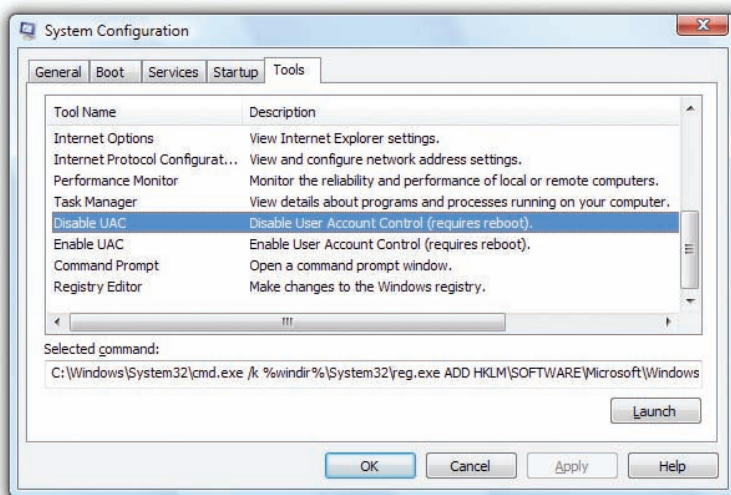 System Configuration
General Boot Services Startup Tools
Tool Name Description
Internet Options View Internet Explorer settings.
Internet Protocol Configurat... View and configure network address settings.
Performance Monitor Monitor the reliability and performance of local or remote computers.
Task Manager View details about programs and processes running on your computer.
Disable UAC Disable User Account Control (requires reboot).
Enable UAC Enable User Account Control (requires reboot).
Command Prompt Open a command prompt window.
Registry Editor Make changes to the Windows registry.
Selected command:
C:\Windows\System32\cmd.exe /k %windir%\System32\reg.exe ADD HKLM\SOFTWARE\Microsoft\Windows
Launch
OK Cancel Apply Help